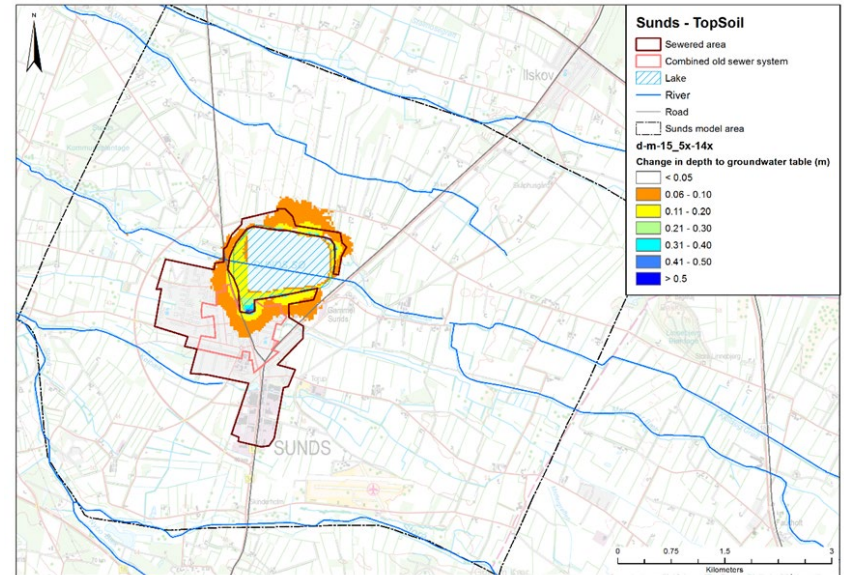 N
Ilskov
Gammel
Sunds
SUNDS
Sunds - TopSoil
Sewered area
Combined old sewer system
Lake
River
Road
Sunds model area
d-m-15_5x-14x
Change in depth to groundwater table (m)
< 0.05
0.06 - 0.10
0.11 - 0.20
0.21 - 0.30
0.31 - 0.40
0.41 - 0.50
> 0.5
0 0.75 1.5 3
Kilometers